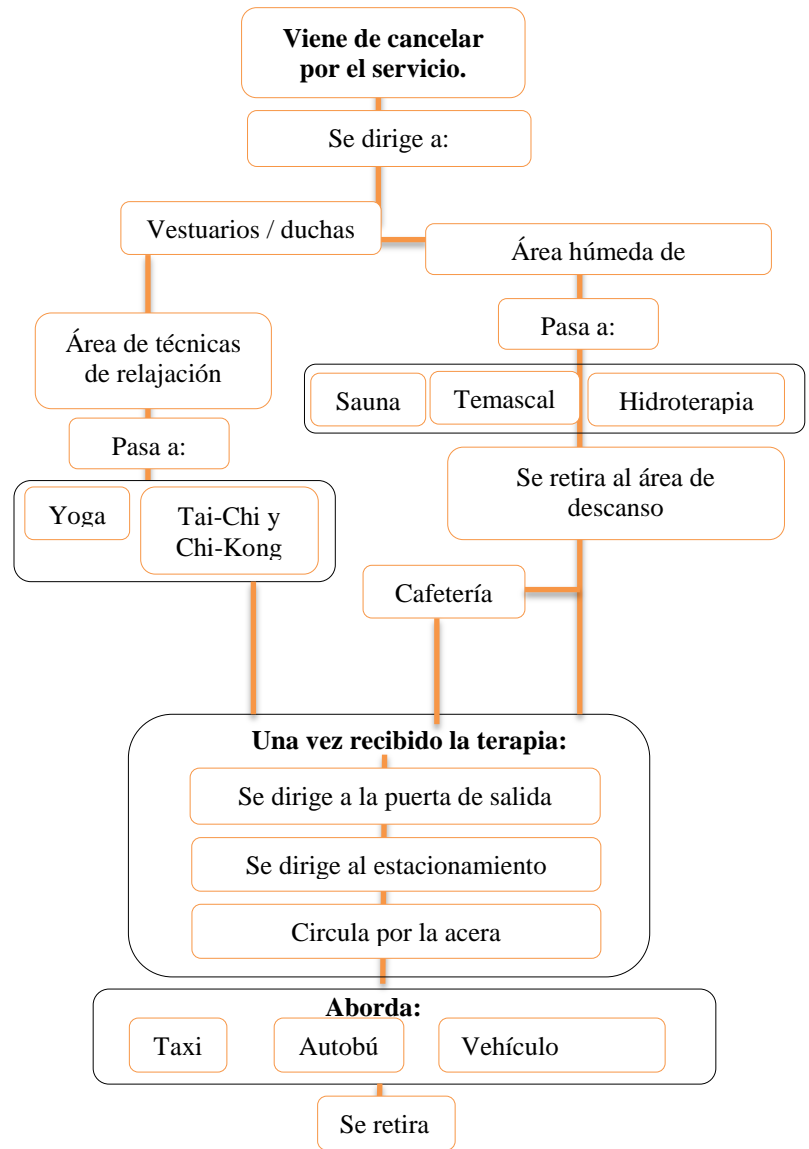 Viene de cancelar
por el servicio.
Se dirige a:
Vestuarios / duchas
Área húmeda de
Área de técnicas
de relajación
Pasa a:
Pasa a:
Sauna
Temascal
Hidroterapia
Yoga
Tai-Chi y
Chi-Kong
Se retira al área de
descanso
Cafetería
Una vez recibido la terapia:
Se dirige a la puerta de salida
Se dirige al estacionamiento
Circula por la acera
Aborda:
Taxi
Autobú
Vehículo
Se retira